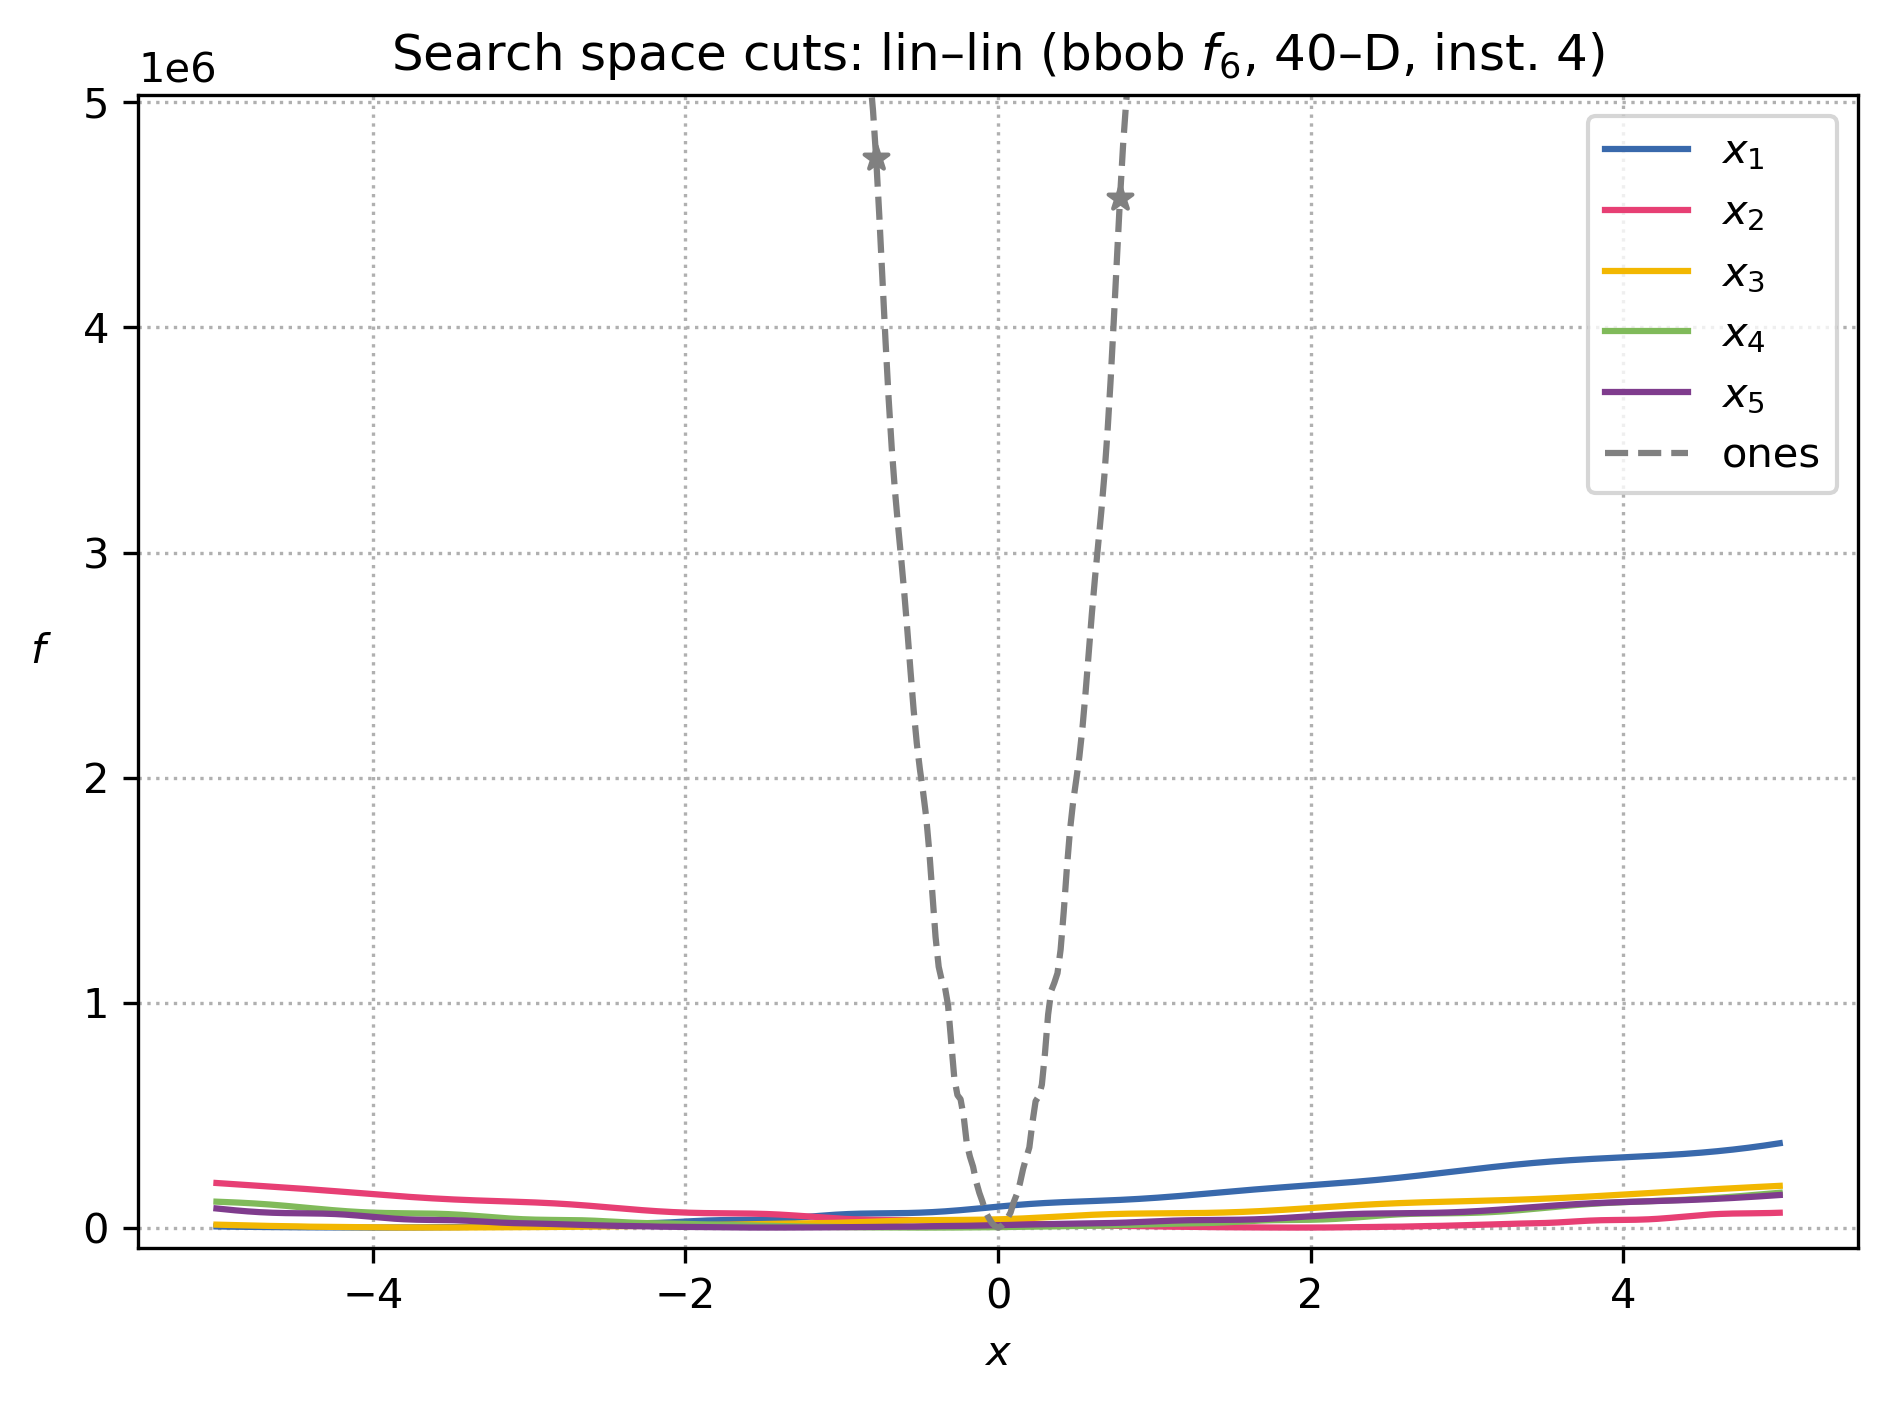 Search space cuts: lin–lin (bbob f₆, 40–D, inst. 4)
1e6
5
4
3
2
1
0
f
−4
−2
0
2
4
x
x₁
x₂
x₃
x₄
x₅
ones